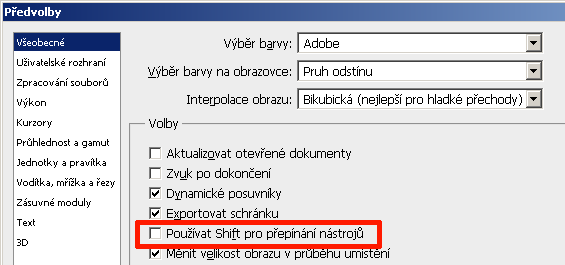 Předvolby
Všeobecné
Uživatelské rozhraní
Zpracování souborů
Výkon
Kurzory
Průhlednost a gamut
Jednotky a pravítka
Vodítka, mřížka a řezy
Zásuvné moduly
Text
3D
Výběr barvy: Adobe
Výběr barvy na obrazovce: Pruh odstínu
Interpolace obrazu: Bikubická (nejlepší pro hladké přechody)
Volby
Aktualizovat otevřené dokumenty
Zvuk po dokončení
Dynamické posuvníky
Exportovat schránku
Používat Shift pro přepínání nástrojů
Měnit velikost obrazu v průběhu umístění